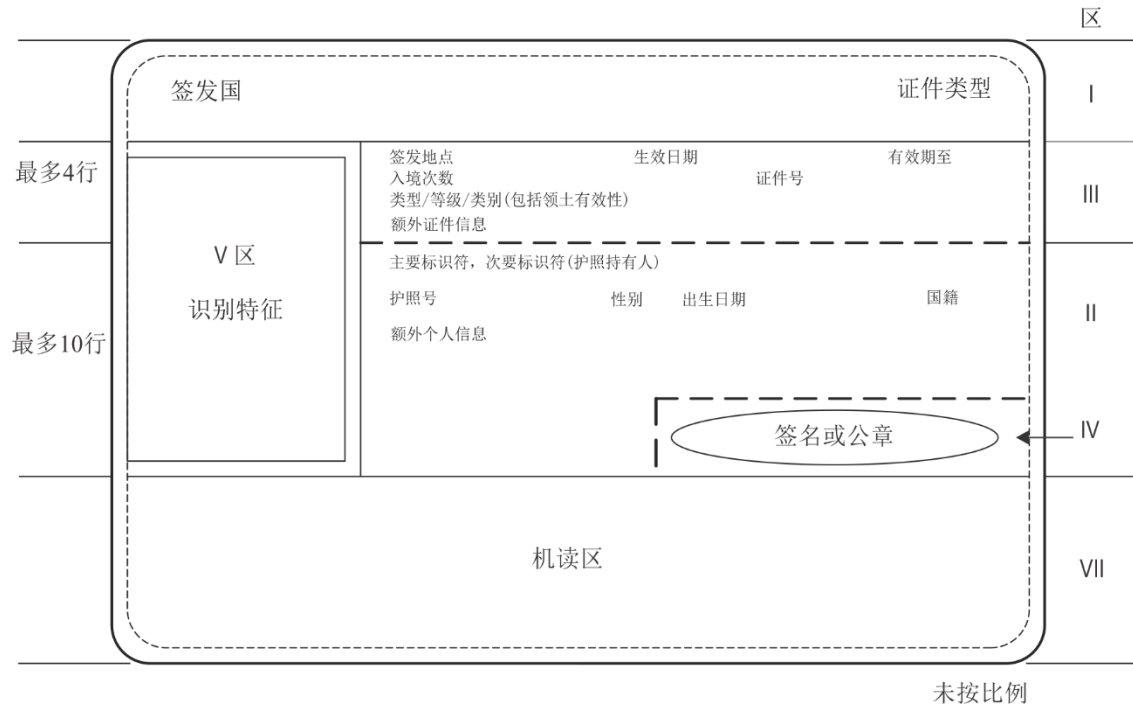 区
签发国 证件类型 I
最多4行 签发地点 生效日期 有效期至
入境次数 证件号
类型/等级/类别(包括领土有效性) III
额外证件信息
V 区 主要标识符，次要标识符(护照持有人)
识别特征 护照号 性别 出生日期 国籍 II
最多10行 额外个人信息
签名或公章 IV
机读区 VII
未按比例